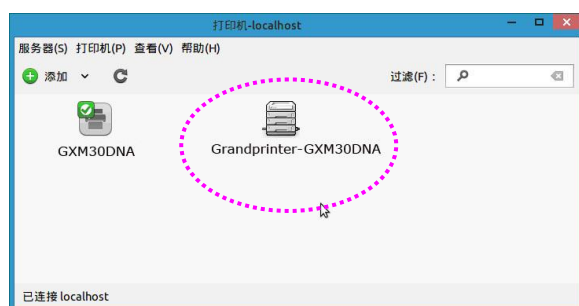 打印机-localhost
服务器(S) 打印机(P) 查看(V) 帮助(H)
添加 过滤(F)：
GXM30DNA Grandprinter-GXM30DNA
已连接 localhost